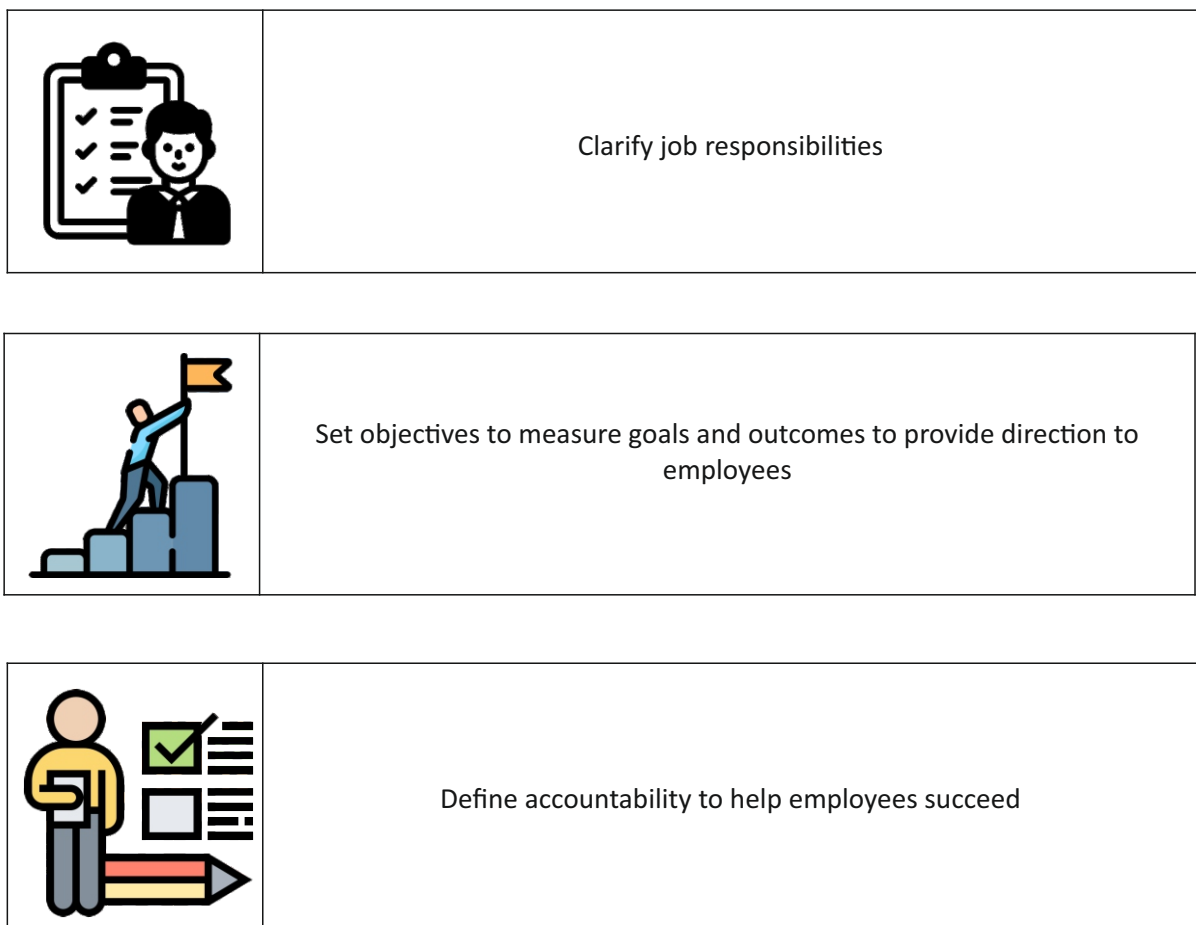 Clarify job responsibilities
Set objectives to measure goals and outcomes to provide direction to
employees
Define accountability to help employees succeed